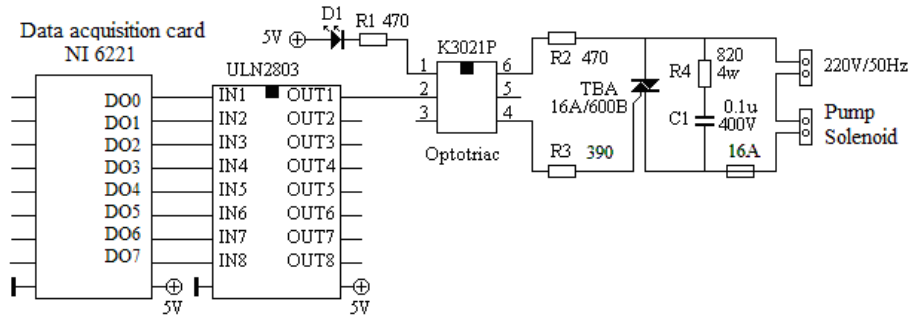 Data acquisition card
NI 6221
DO0
DO1
DO2
DO3
DO4
DO5
DO6
DO7
5V
ULN2803
IN1 OUT1
IN2 OUT2
IN3 OUT3
IN4 OUT4
IN5 OUT5
IN6 OUT6
IN7 OUT7
IN8 OUT8
5V
5V
D1
R1 470
K3021P
1
2
3
6
5
4
Optotriac
R2 470
TBA
16A/600B
R3 390
820
R4 4w
C1 0.1u
400V
16A
220V/50Hz
Pump
Solenoid